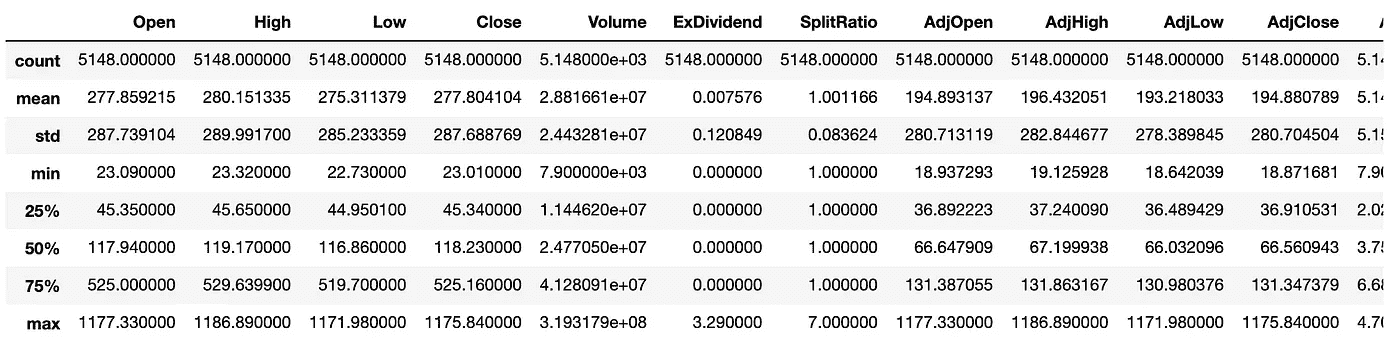 Open High Low Close Volume ExDividend SplitRatio AdjOpen AdjHigh AdjLow AdjClose
count 5148.000000 5148.000000 5148.000000 5148.000000 5.148000e+03 5148.000000 5148.000000 5148.000000 5148.000000 5148.000000 5148.000000 5.14
mean 277.859215 280.151335 275.311379 277.804104 2.881661e+07 0.007576 1.001166 194.893137 196.432051 193.218033 194.880789 5.14
std 287.739104 289.991700 285.233359 287.688769 2.443281e+07 0.120849 0.083624 280.713119 282.844677 278.389845 280.704504 5.15
min 23.090000 23.320000 22.730000 23.010000 7.900000e+03 0.000000 1.000000 18.937293 19.125928 18.642039 18.871681 7.90
25% 45.350000 45.650000 44.950100 45.340000 1.144620e+07 0.000000 1.000000 36.892223 37.240090 36.489429 36.910531 2.02
50% 117.940000 119.170000 116.860000 118.230000 2.477050e+07 0.000000 1.000000 66.647909 67.199938 66.032096 66.560943 3.75
75% 525.000000 529.639900 519.700000 525.160000 4.128091e+07 0.000000 1.000000 131.387055 131.863167 130.980376 131.347379 6.68
max 1177.330000 1186.890000 1171.980000 1175.840000 3.193179e+08 3.290000 7.000000 1177.330000 1186.890000 1171.980000 1175.840000 4.70